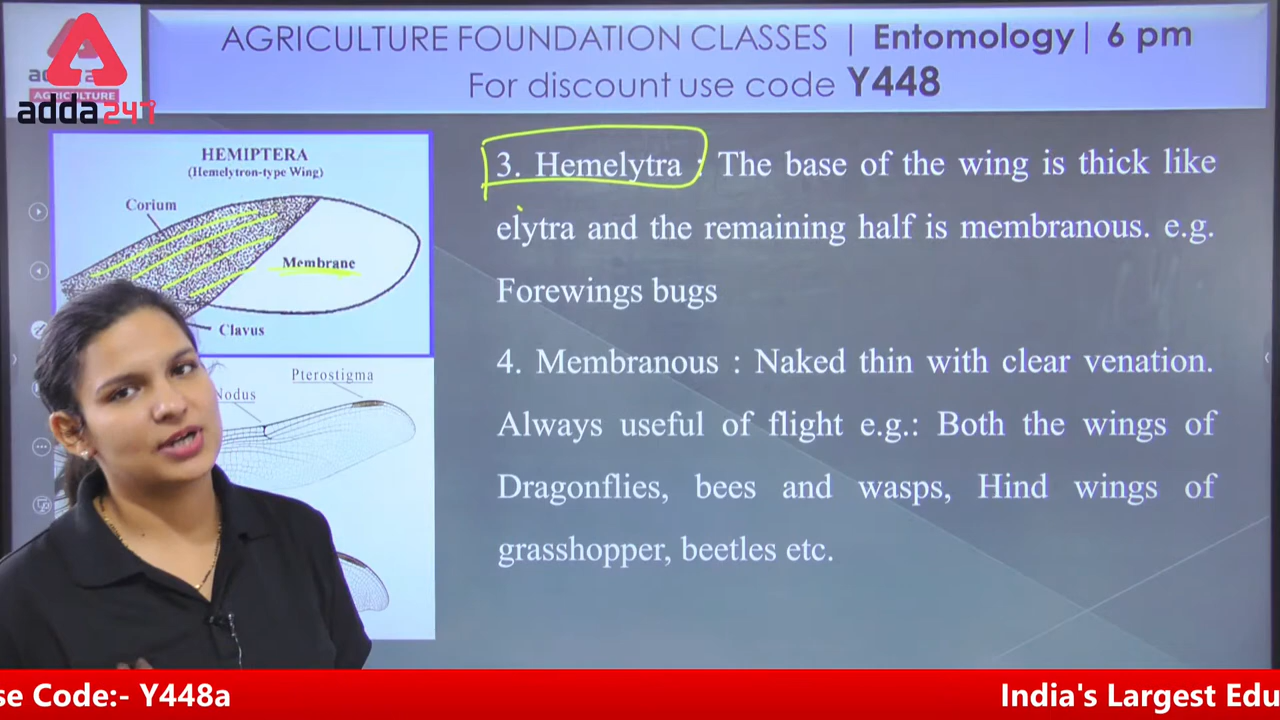 AGRICULTURE FOUNDATION CLASSES | Entomology| 6 pm
For discount use code Y448
AGRICULTURE
adda247
HEMIPTERA
(Hemelytron-type Wing)
Corium
Membrane
Clavus
Nodus
Pterostigma
3. Hemelytra : The base of the wing is thick like
elytra and the remaining half is membranous. e.g.
Forewings bugs
4. Membranous : Naked thin with clear venation.
Always useful of flight e.g.: Both the wings of
Dragonflies, bees and wasps, Hind wings of
grasshopper, beetles etc.
se Code:- Y448a
India's Largest Edu